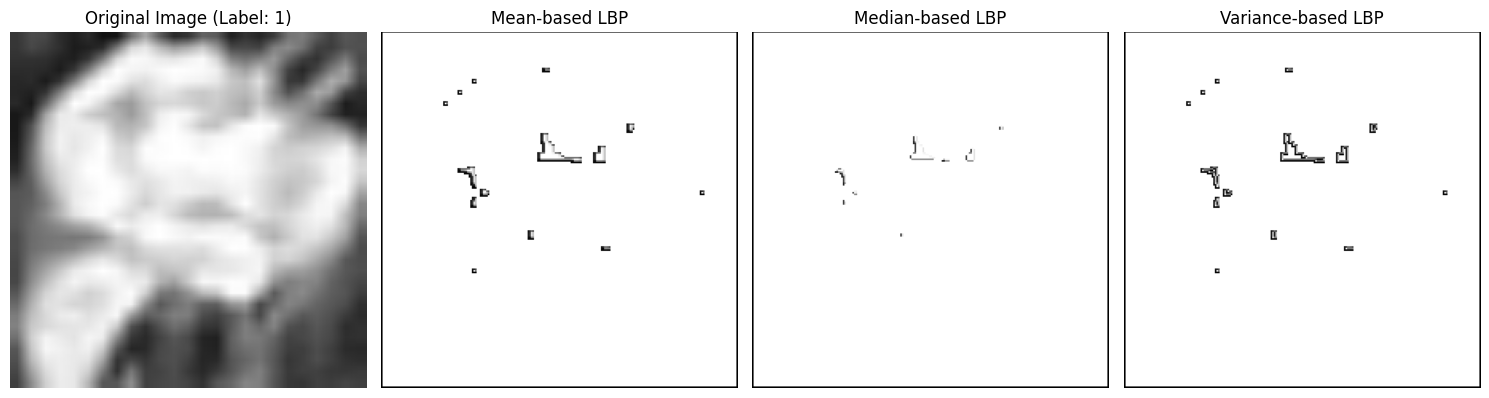 Original Image (Label: 1)
Mean-based LBP
Median-based LBP
Variance-based LBP